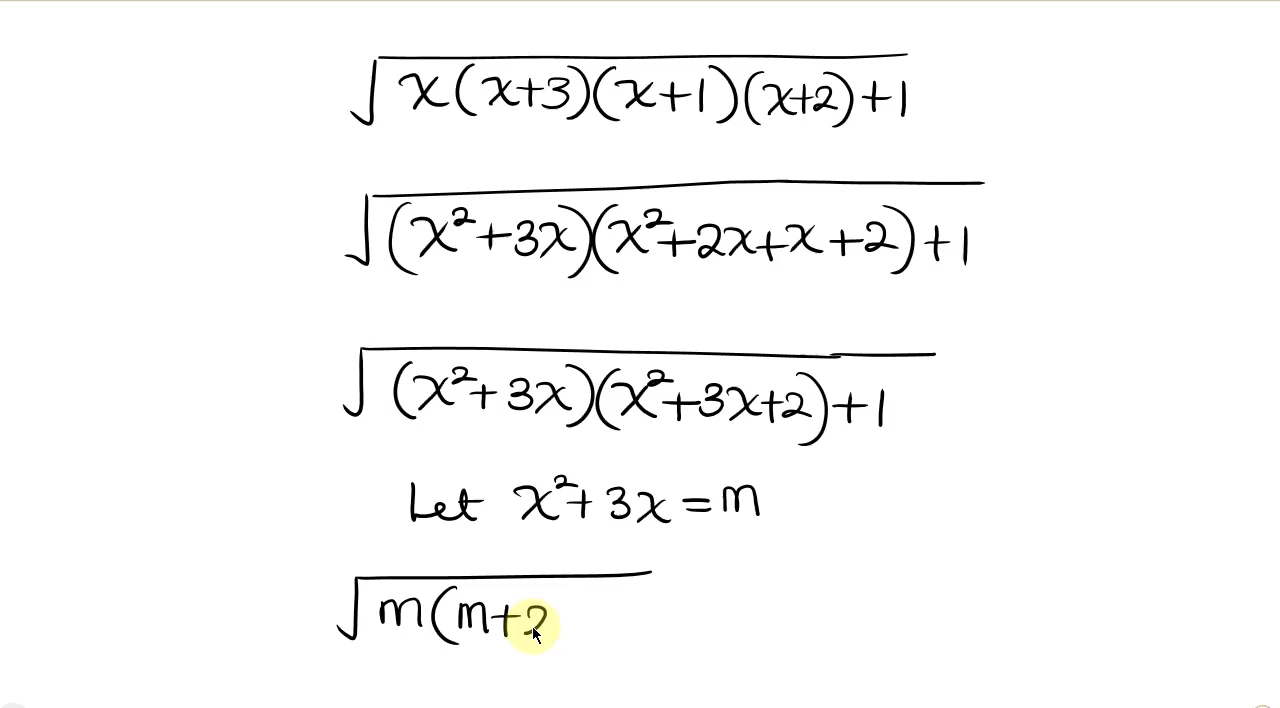 √x(x+3)(x+1)(x+2)+1
√(x²+3x)(x²+2x+x+2)+1
√(x²+3x)(x²+3x+2)+1
Let x²+3x=m
√m(m+2